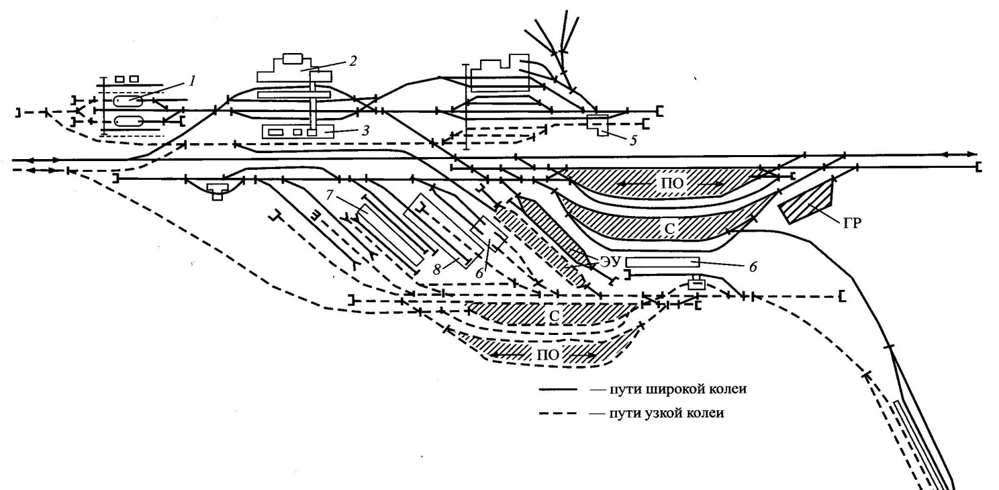 2
1
3
5
ПО
7
С
ГР
ЭУ
8
6
6
С
ПО
— пути широкой колеи
— пути узкой колеи